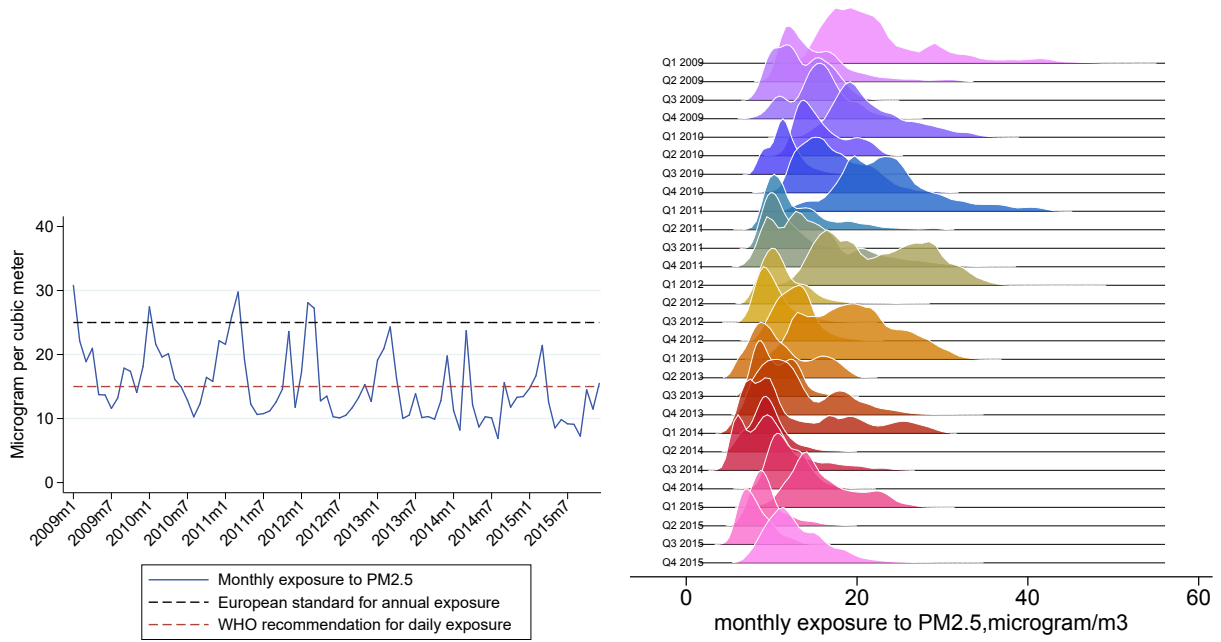 Microgram per cubic meter
40
30
20
10
0
2009m1
2009m7
2010m1
2010m7
2011m1
2011m7
2012m1
2012m7
2013m1
2013m7
2014m1
2014m7
2015m1
2015m7
Monthly exposure to PM2.5
European standard for annual exposure
WHO recommendation for daily exposure
Q1 2009
Q2 2009
Q3 2009
Q4 2009
Q1 2010
Q2 2010
Q3 2010
Q4 2010
Q1 2011
Q2 2011
Q3 2011
Q4 2011
Q1 2012
Q2 2012
Q3 2012
Q4 2012
Q1 2013
Q2 2013
Q3 2013
Q4 2013
Q1 2014
Q2 2014
Q3 2014
Q4 2014
Q1 2015
Q2 2015
Q3 2015
Q4 2015
0 20 40 60
monthly exposure to PM2.5,microgram/m3